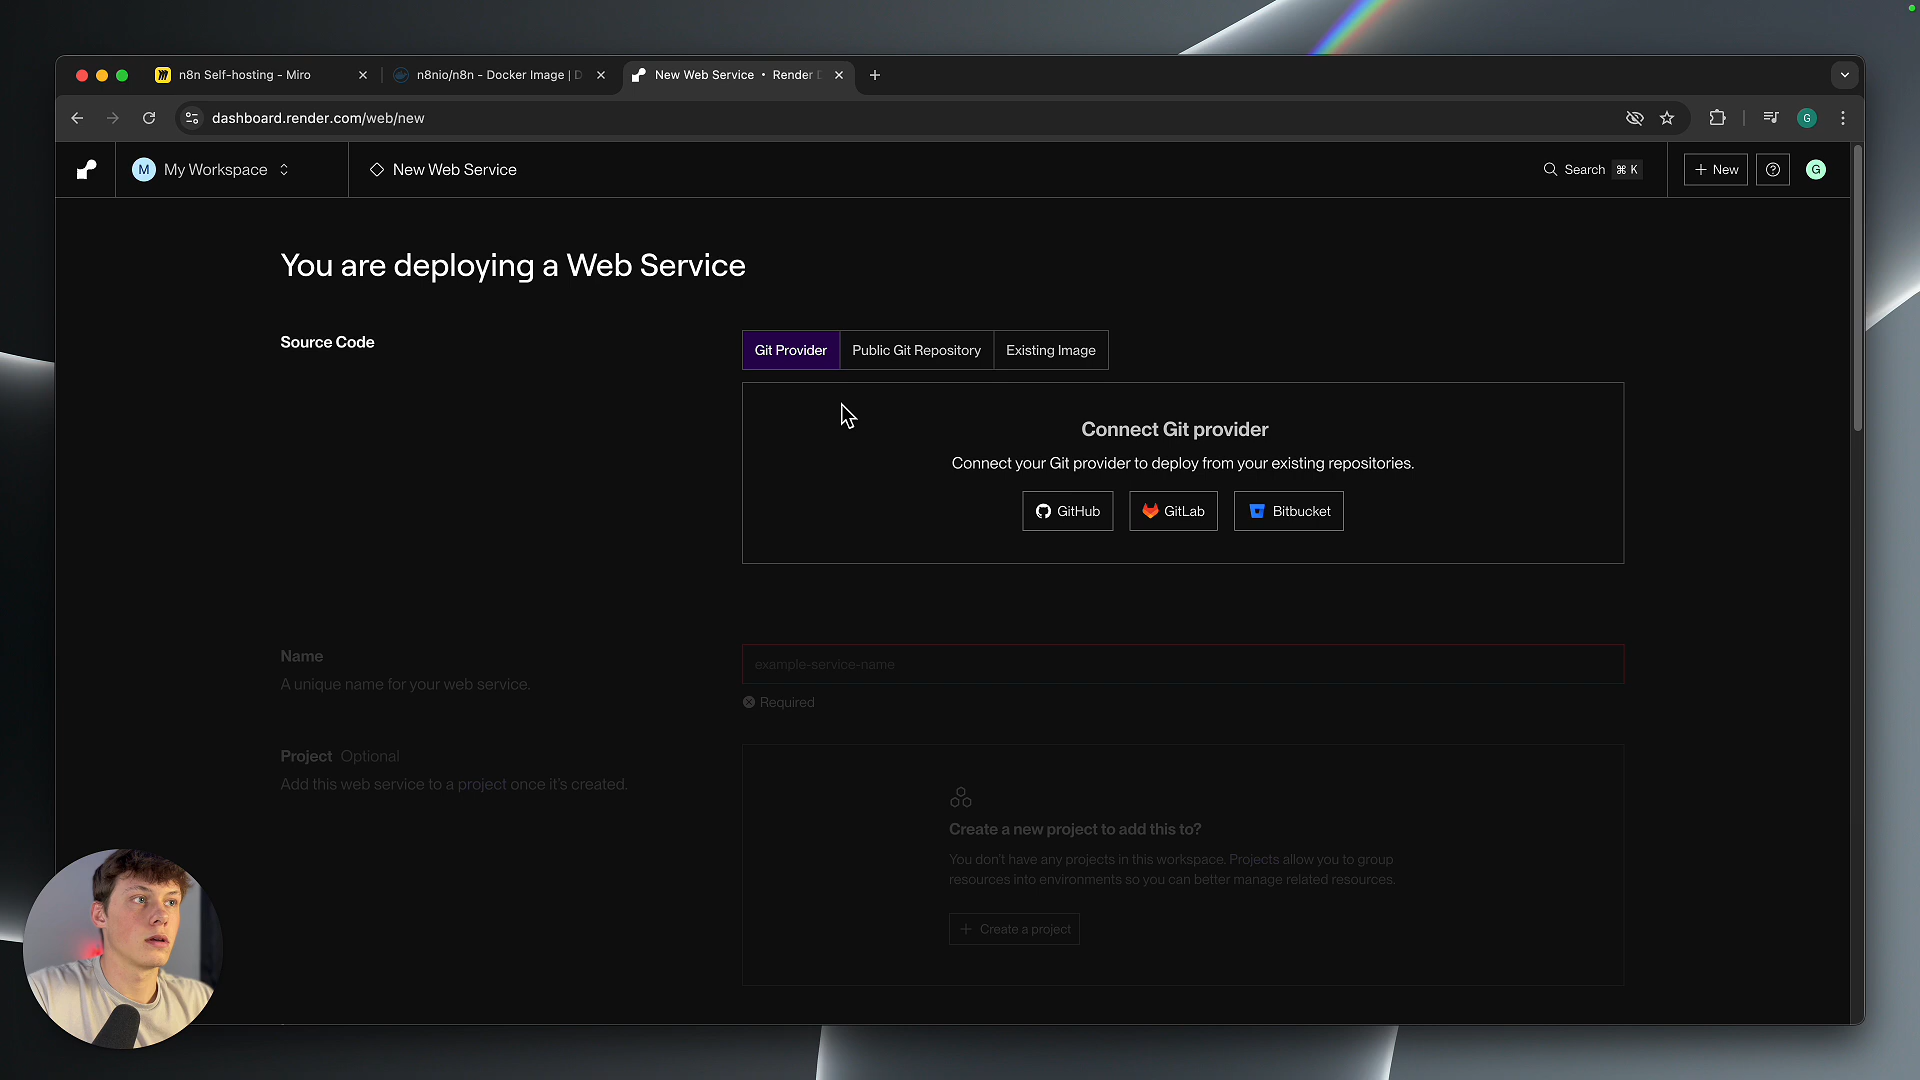 n8n Self-hosting - Miro
n8nio/n8n - Docker Image | D
New Web Service • Render D
dashboard.render.com/web/new
G
M My Workspace
New Web Service
Search ⌘ K
+ New
G
You are deploying a Web Service
Source Code
Git Provider
Public Git Repository
Existing Image
Connect Git provider
Connect your Git provider to deploy from your existing repositories.
GitHub
GitLab
Bitbucket
Name
A unique name for your web service.
example-service-name
Required
Project Optional
Add this web service to a project once it's created.
Create a new project to add this to?
You don't have any projects in this workspace. Projects allow you to group
resources into environments so you can better manage related resources.
+ Create a project